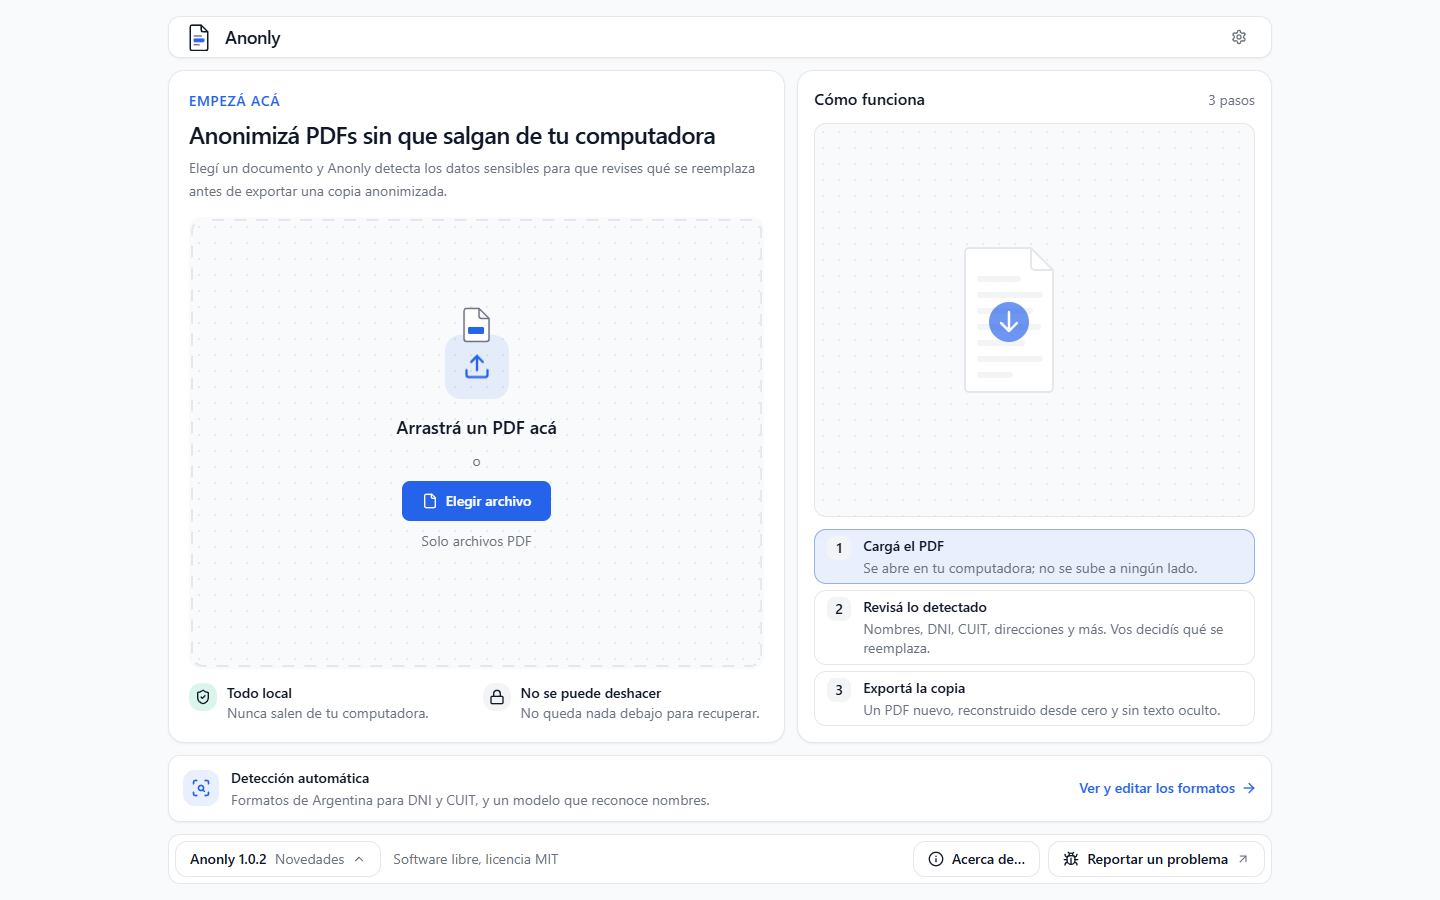 Anonly
EMPEZÁ ACÁ
Anonimizá PDFs sin que salgan de tu computadora
Elegí un documento y Anonly detecta los datos sensibles para que revises qué se reemplaza
antes de exportar una copia anonimizada.
Arrastrá un PDF acá
o
Elegir archivo
Solo archivos PDF
Todo local
Nunca salen de tu computadora.
No se puede deshacer
No queda nada debajo para recuperar.
Cómo funciona
3 pasos
1
Cargá el PDF
Se abre en tu computadora; no se sube a ningún lado.
2
Revisá lo detectado
Nombres, DNI, CUIT, direcciones y más. Vos decidís qué se
reemplaza.
3
Exportá la copia
Un PDF nuevo, reconstruido desde cero y sin texto oculto.
Detección automática
Formatos de Argentina para DNI y CUIT, y un modelo que reconoce nombres.
Ver y editar los formatos
Anonly 1.0.2 Novedades
Software libre, licencia MIT
Acerca de...
Reportar un problema